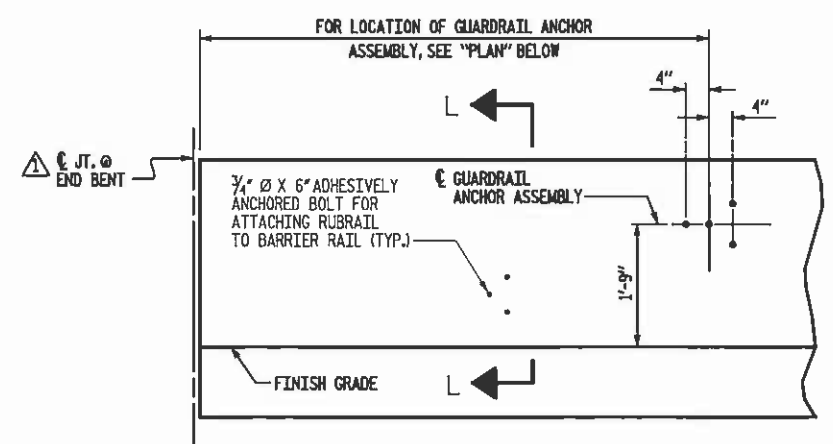 FOR LOCATION OF GUARDRAIL ANCHOR
ASSEMBLY, SEE "PLAN" BELOW
4"
4"
L
1
℄ JT. @
END BENT
¾" Ø X 6" ADHESIVELY
ANCHORED BOLT FOR
ATTACHING RUBRAIL
TO BARRIER RAIL (TYP.)
℄ GUARDRAIL
ANCHOR ASSEMBLY
1'-9"
FINISH GRADE
L